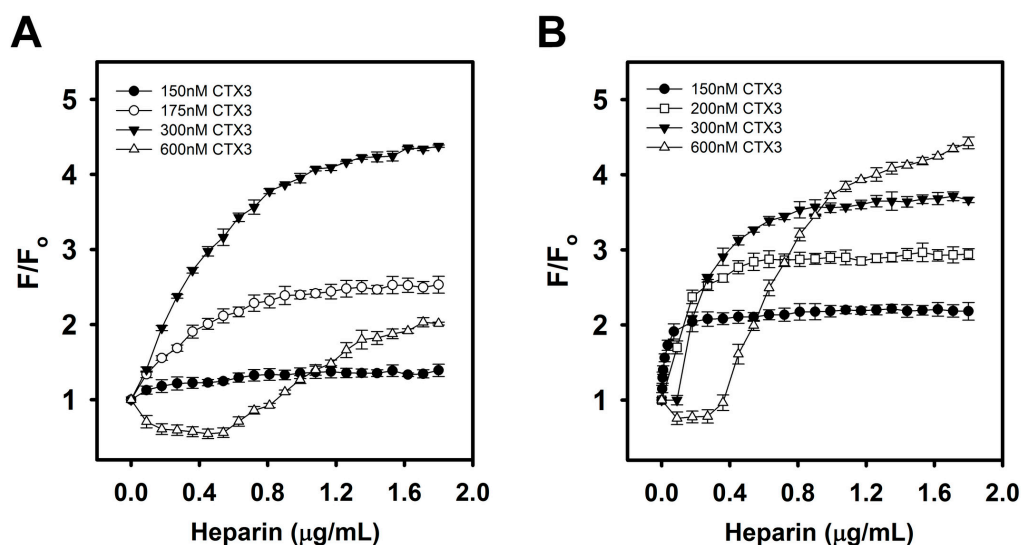 A
150nM CTX3
175nM CTX3
300nM CTX3
600nM CTX3
5
4
3
2
1
F/Fo
0.0 0.4 0.8 1.2 1.6 2.0
Heparin (μg/mL)
B
150nM CTX3
200nM CTX3
300nM CTX3
600nM CTX3
5
4
3
2
1
F/Fo
0.0 0.4 0.8 1.2 1.6 2.0
Heparin (μg/mL)